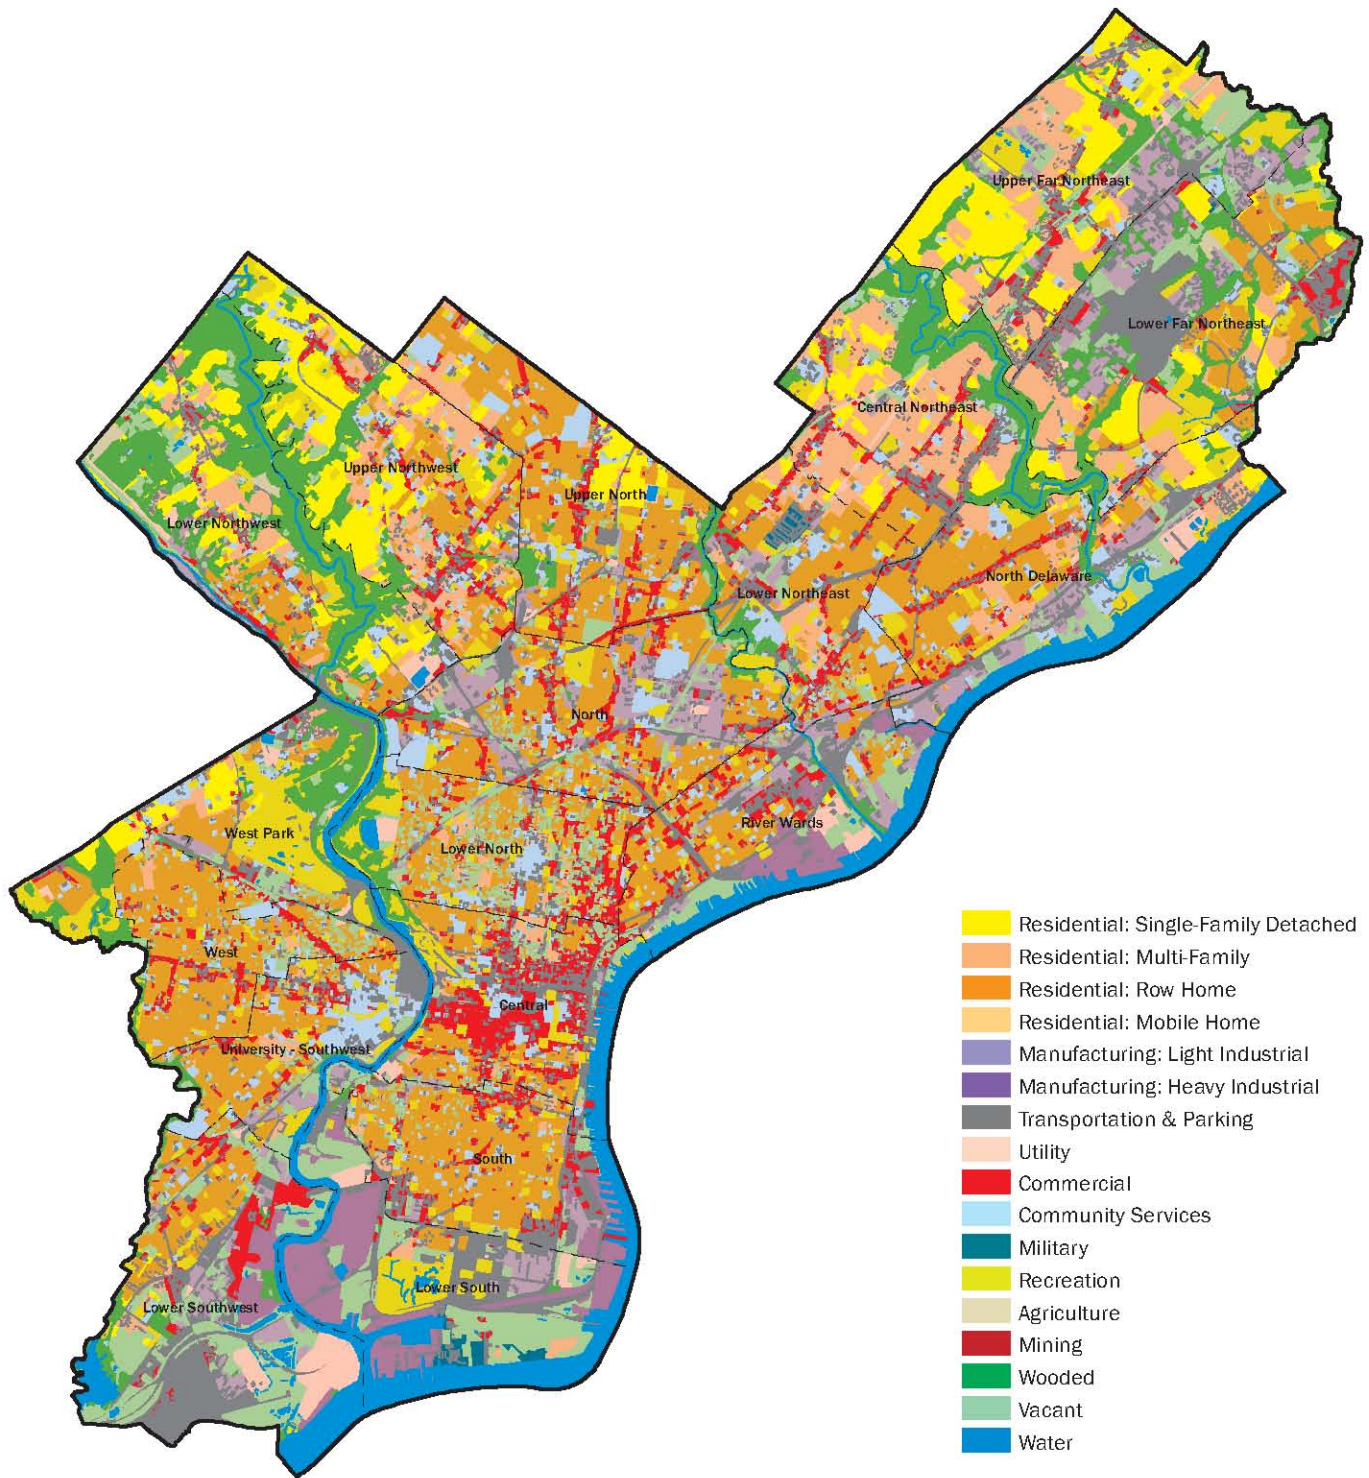 Upper Far Northeast
Lower Far Northeast
Central Northeast
Upper Northwest
Upper North
Lower Northwest
North Delaware
Lower Northeast
North
River Wards
West Park
Lower North
West
Central
University - Southwest
South
Lower South
Lower Southwest
Residential: Single-Family Detached
Residential: Multi-Family
Residential: Row Home
Residential: Mobile Home
Manufacturing: Light Industrial
Manufacturing: Heavy Industrial
Transportation & Parking
Utility
Commercial
Community Services
Military
Recreation
Agriculture
Mining
Wooded
Vacant
Water